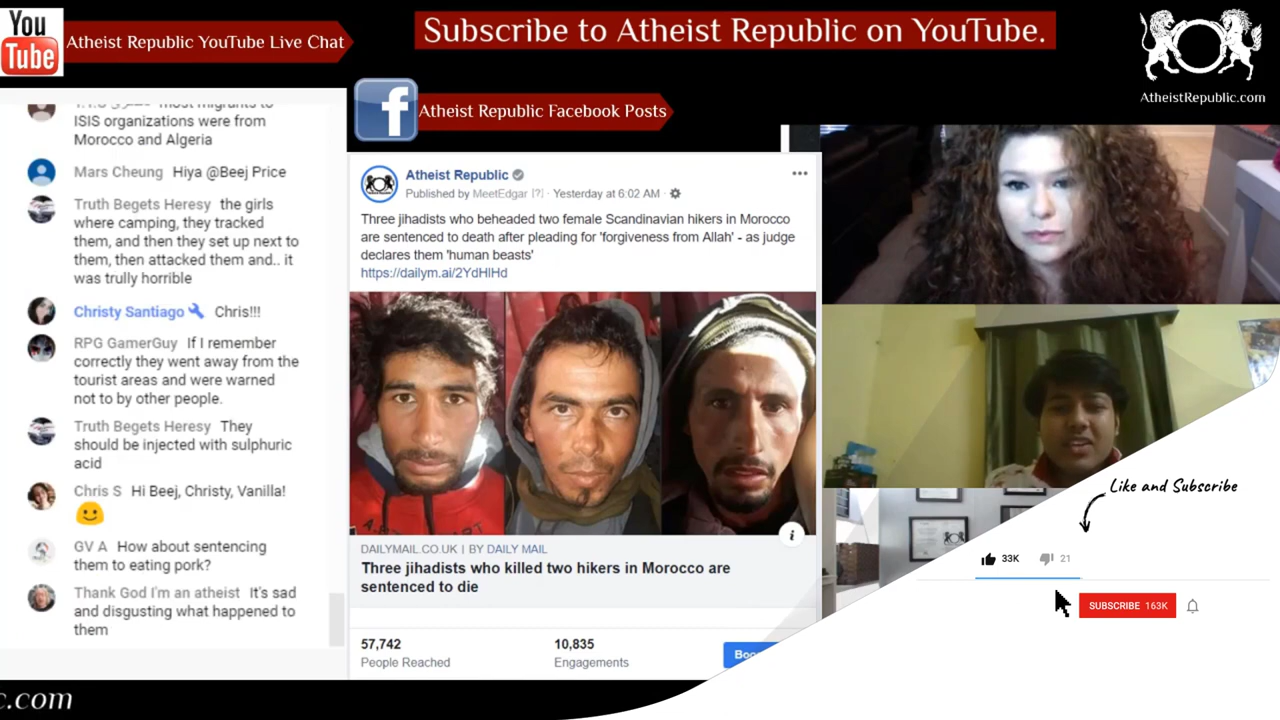 You
Tube
Atheist Republic YouTube Live Chat
Subscribe to Atheist Republic on YouTube.
AtheistRepublic.com
f
Atheist Republic Facebook Posts
most migrants to
ISIS organizations were from
Morocco and Algeria
Mars Cheung Hiya @Beej Price
Truth Begets Heresy the girls
where camping, they tracked
them, and then they set up next to
them, then attacked them and.. it
was trully horrible
Christy Santiago Chris!!!
RPG GamerGuy If I remember
correctly they went away from the
tourist areas and were warned
not to by other people.
Truth Begets Heresy They
should be injected with sulphuric
acid
Chris S Hi Beej, Christy, Vanilla!
GV A How about sentencing
them to eating pork?
Thank God I'm an atheist It's sad
and disgusting what happened to
them
Atheist Republic
Published by MeetEdgar [?] · Yesterday at 6:02 AM ·
Three jihadists who beheaded two female Scandinavian hikers in Morocco
are sentenced to death after pleading for 'forgiveness from Allah' - as judge
declares them 'human beasts'
https://dailym.ai/2YdHlHd
DAILYMAIL.CO.UK | BY DAILY MAIL
Three jihadists who killed two hikers in Morocco are
sentenced to die
57,742
People Reached
10,835
Engagements
Boo
Like and Subscribe
33K
21
SUBSCRIBE 163K
c.com